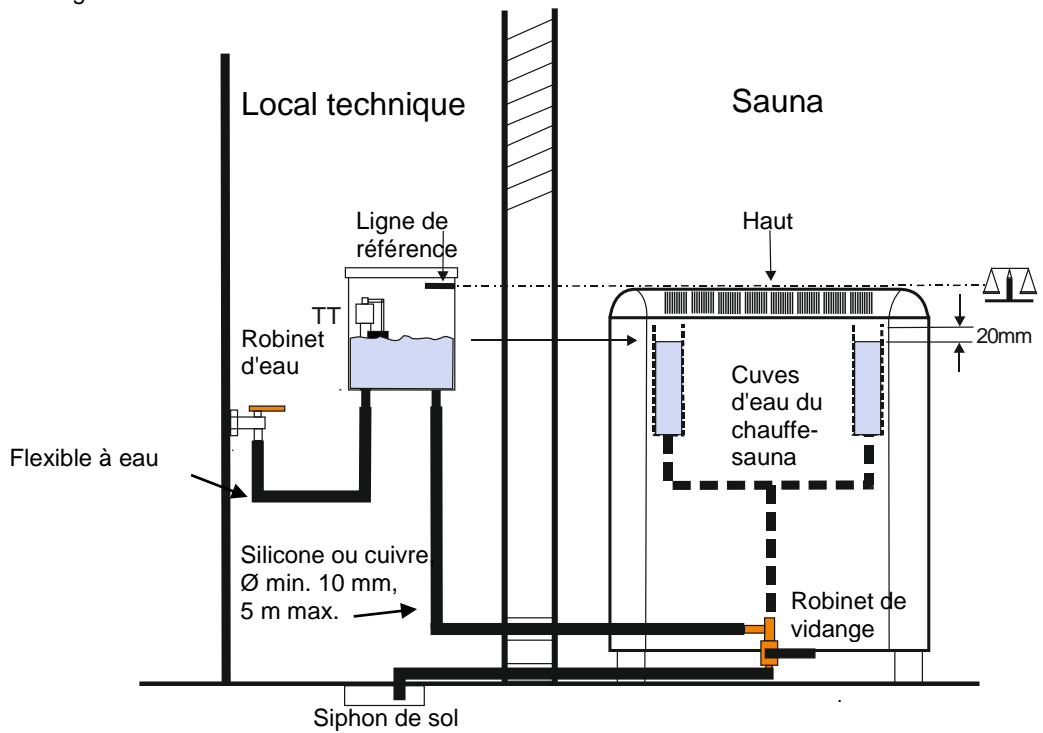 Local technique
Sauna
Ligne de
référence
Haut
TT
Robinet
d'eau
20mm
Cuves
d'eau du
chauffe-
sauna
Flexible à eau
Silicone ou cuivre
Ø min. 10 mm,
5 m max.
Robinet de
vidange
Siphon de sol